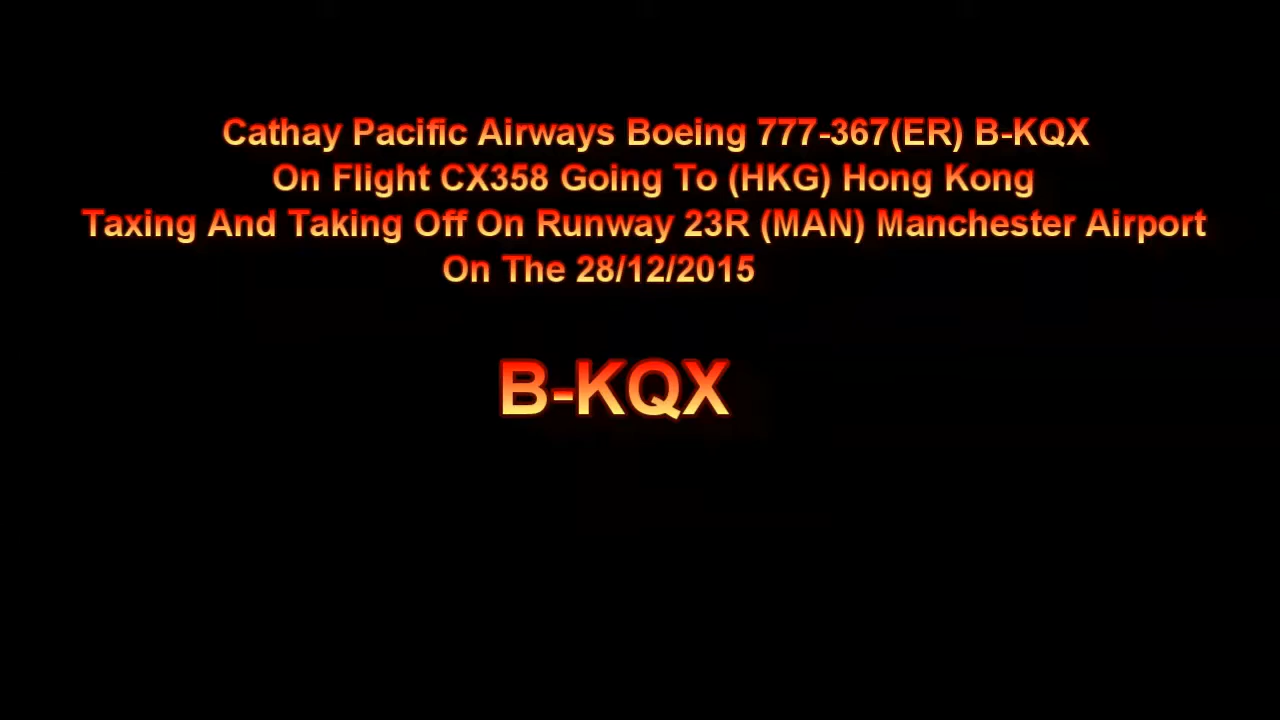 Cathay Pacific Airways Boeing 777-367(ER) B-KQX
On Flight CX358 Going To (HKG) Hong Kong
Taxing And Taking Off On Runway 23R (MAN) Manchester Airport
On The 28/12/2015
B-KQX